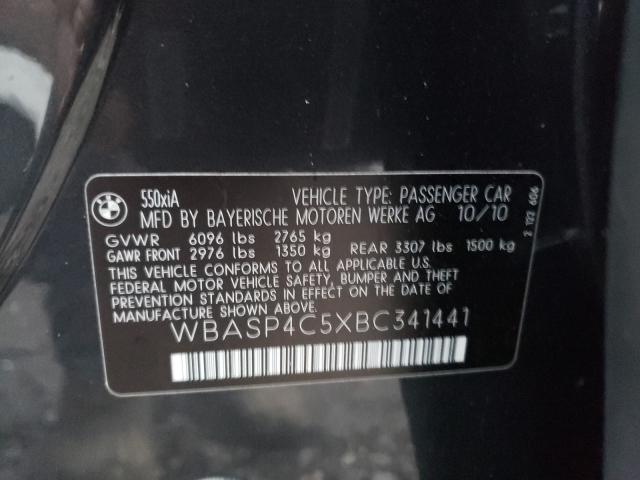 550xiA VEHICLE TYPE: PASSENGER CAR
MFD BY BAYERISCHE MOTOREN WERKE AG 10/10
GVWR 6096 lbs 2765 kg
GAWR FRONT 2976 lbs 1350 kg REAR 3307 lbs 1500 kg
THIS VEHICLE CONFORMS TO ALL APPLICABLE U.S.
FEDERAL MOTOR VEHICLE SAFETY, BUMPER AND THEFT
PREVENTION STANDARDS IN EFFECT ON THE DATE OF
MANUFACTURE SHOWN ABOVE.
WBASP4C5XBC341441